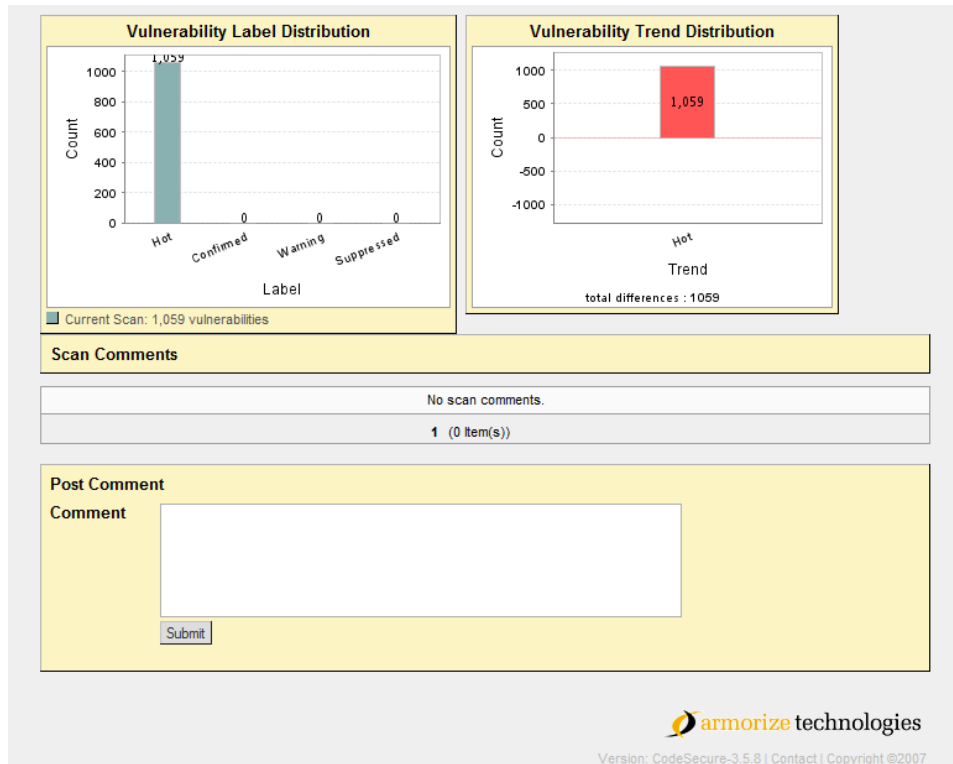 Vulnerability Label Distribution
1,059
1000
800
600
400
200
0
Count
0
0
0
Hot
Confirmed
Warning
Suppressed
Label
Current Scan: 1,059 vulnerabilities
Vulnerability Trend Distribution
1000
500
0
-500
-1000
Count
1,059
Hot
Trend
total differences : 1059
Scan Comments
No scan comments.
1 (0 Item(s))
Post Comment
Comment
Submit
armorize technologies
Version: CodeSecure-3.5.8 | Contact | Copyright ©2007